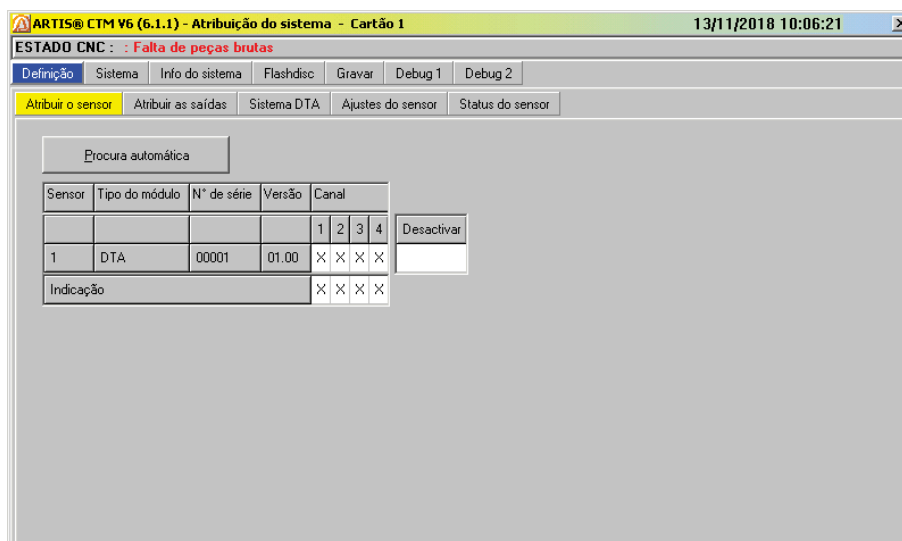 ARTIS® CTM V6 (6.1.1) - Atribuição do sistema - Cartão 1 13/11/2018 10:06:21
ESTADO CNC : : Falta de peças brutas
Definição Sistema Info do sistema Flashdisc Gravar Debug 1 Debug 2
Atribuir o sensor Atribuir as saídas Sistema DTA Ajustes do sensor Status do sensor
Procura automática
Sensor Tipo do módulo N° de série Versão Canal
1 2 3 4 Desactivar
1 DTA 00001 01.00 X X X X
Indicação X X X X